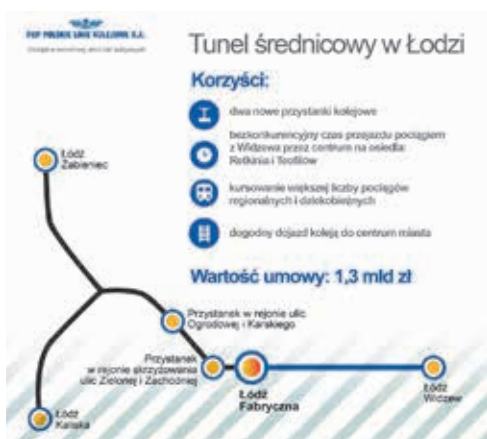 PKP POLSKIE LINIE KOLEJOWE S.A.
Tunel średnicowy w Łodzi
Korzyści:
dwa nowe przystanki kolejowe
bezkonkurencyjny czas przejazdu pociągiem
z Widzewa przez centrum na osiedla:
Retkinia i Teofilów
kursowanie większej liczby pociągów
regionalnych i dalekobieżnych
dogodny dojazd koleją do centrum miasta
Wartość umowy: 1,3 mld zł
Łódź
Żabieniec
Przystanek w rejonie ulic
Ogrodowej i Karskiego
Przystanek
w rejonie skrzyżowania
ulic Zielonej i Zachodniej
Łódź
Fabryczna
Łódź
Widzew
Łódź
Kaliska